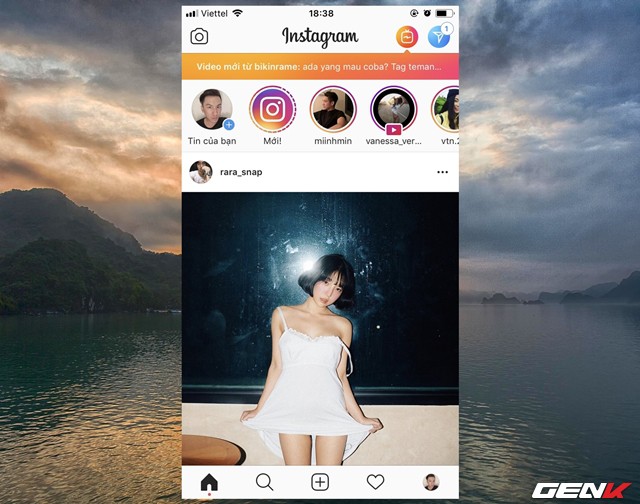 Viettel 18:38
Instagram
1
Video mới từ bikinrame: ada yang mau coba? Tag teman...
Tin của bạn Mới! miinhmin vanessa_ver... vtn.2
rara_snap
GENK